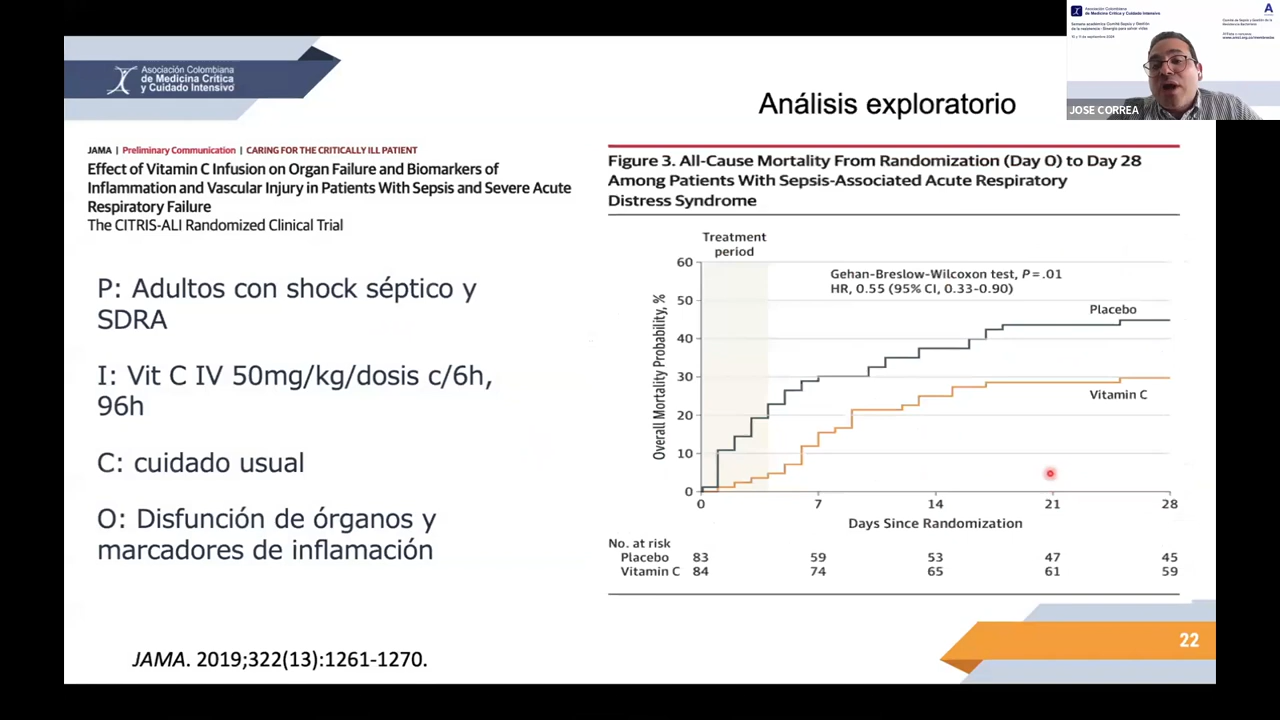 Asociación Colombiana
de Medicina Crítica
y Cuidado Intensivo
Análisis exploratorio
Asociación Colombiana
de Medicina Crítica y Cuidado Intensivo
JOSE CORREA
JAMA | Preliminary Communication | CARING FOR THE CRITICALLY ILL PATIENT
Effect of Vitamin C Infusion on Organ Failure and Biomarkers of
Inflammation and Vascular Injury in Patients With Sepsis and Severe Acute
Respiratory Failure
The CITRIS-ALI Randomized Clinical Trial
P: Adultos con shock séptico y
SDRA
I: Vit C IV 50mg/kg/dosis c/6h,
96h
C: cuidado usual
O: Disfunción de órganos y
marcadores de inflamación
JAMA. 2019;322(13):1261-1270.
Figure 3. All-Cause Mortality From Randomization (Day 0) to Day 28
Among Patients With Sepsis-Associated Acute Respiratory
Distress Syndrome
Treatment
period
Gehan-Breslow-Wilcoxon test, P = .01
HR, 0.55 (95% CI, 0.33-0.90)
Placebo
Vitamin C
Overall Mortality Probability, %
60
50
40
30
20
10
0
0 7 14 21 28
Days Since Randomization
No. at risk
Placebo 83 59 53 47 45
Vitamin C 84 74 65 61 59
22